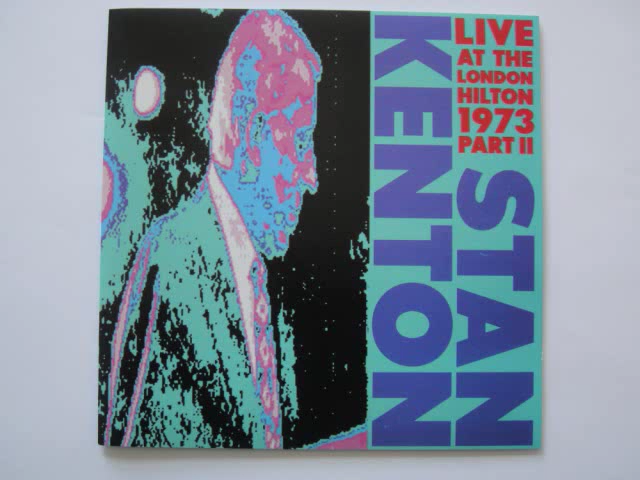 LIVE
AT THE
LONDON
HILTON
1973
PART II
STAN
KENTON